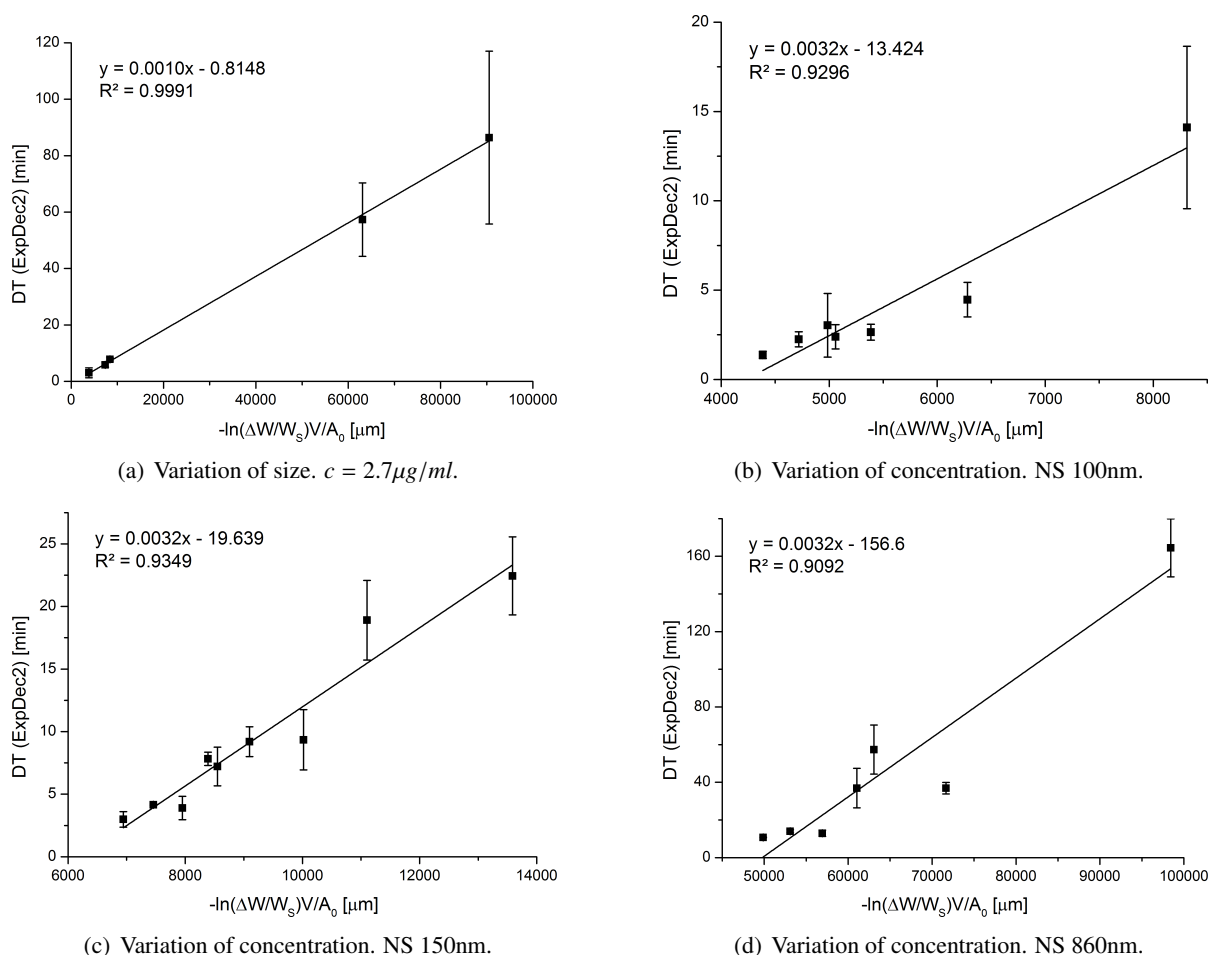 y = 0.0010x - 0.8148
R² = 0.9991
DT (ExpDec2) [min]
120
100
80
60
40
20
0
0 20000 40000 60000 80000 100000
-ln(ΔW/W_S)V/A_0 [μm]
(a) Variation of size. c = 2.7μg/ml.
y = 0.0032x - 13.424
R² = 0.9296
DT (ExpDec2) [min]
20
15
10
5
0
4000 5000 6000 7000 8000
-ln(ΔW/W_S)V/A_0 [μm]
(b) Variation of concentration. NS 100nm.
y = 0.0032x - 19.639
R² = 0.9349
DT (ExpDec2) [min]
25
20
15
10
5
0
6000 8000 10000 12000 14000
-ln(ΔW/W_S)V/A_0 [μm]
(c) Variation of concentration. NS 150nm.
y = 0.0032x - 156.6
R² = 0.9092
DT (ExpDec2) [min]
160
120
80
40
0
50000 60000 70000 80000 90000 100000
-ln(ΔW/W_S)V/A_0 [μm]
(d) Variation of concentration. NS 860nm.